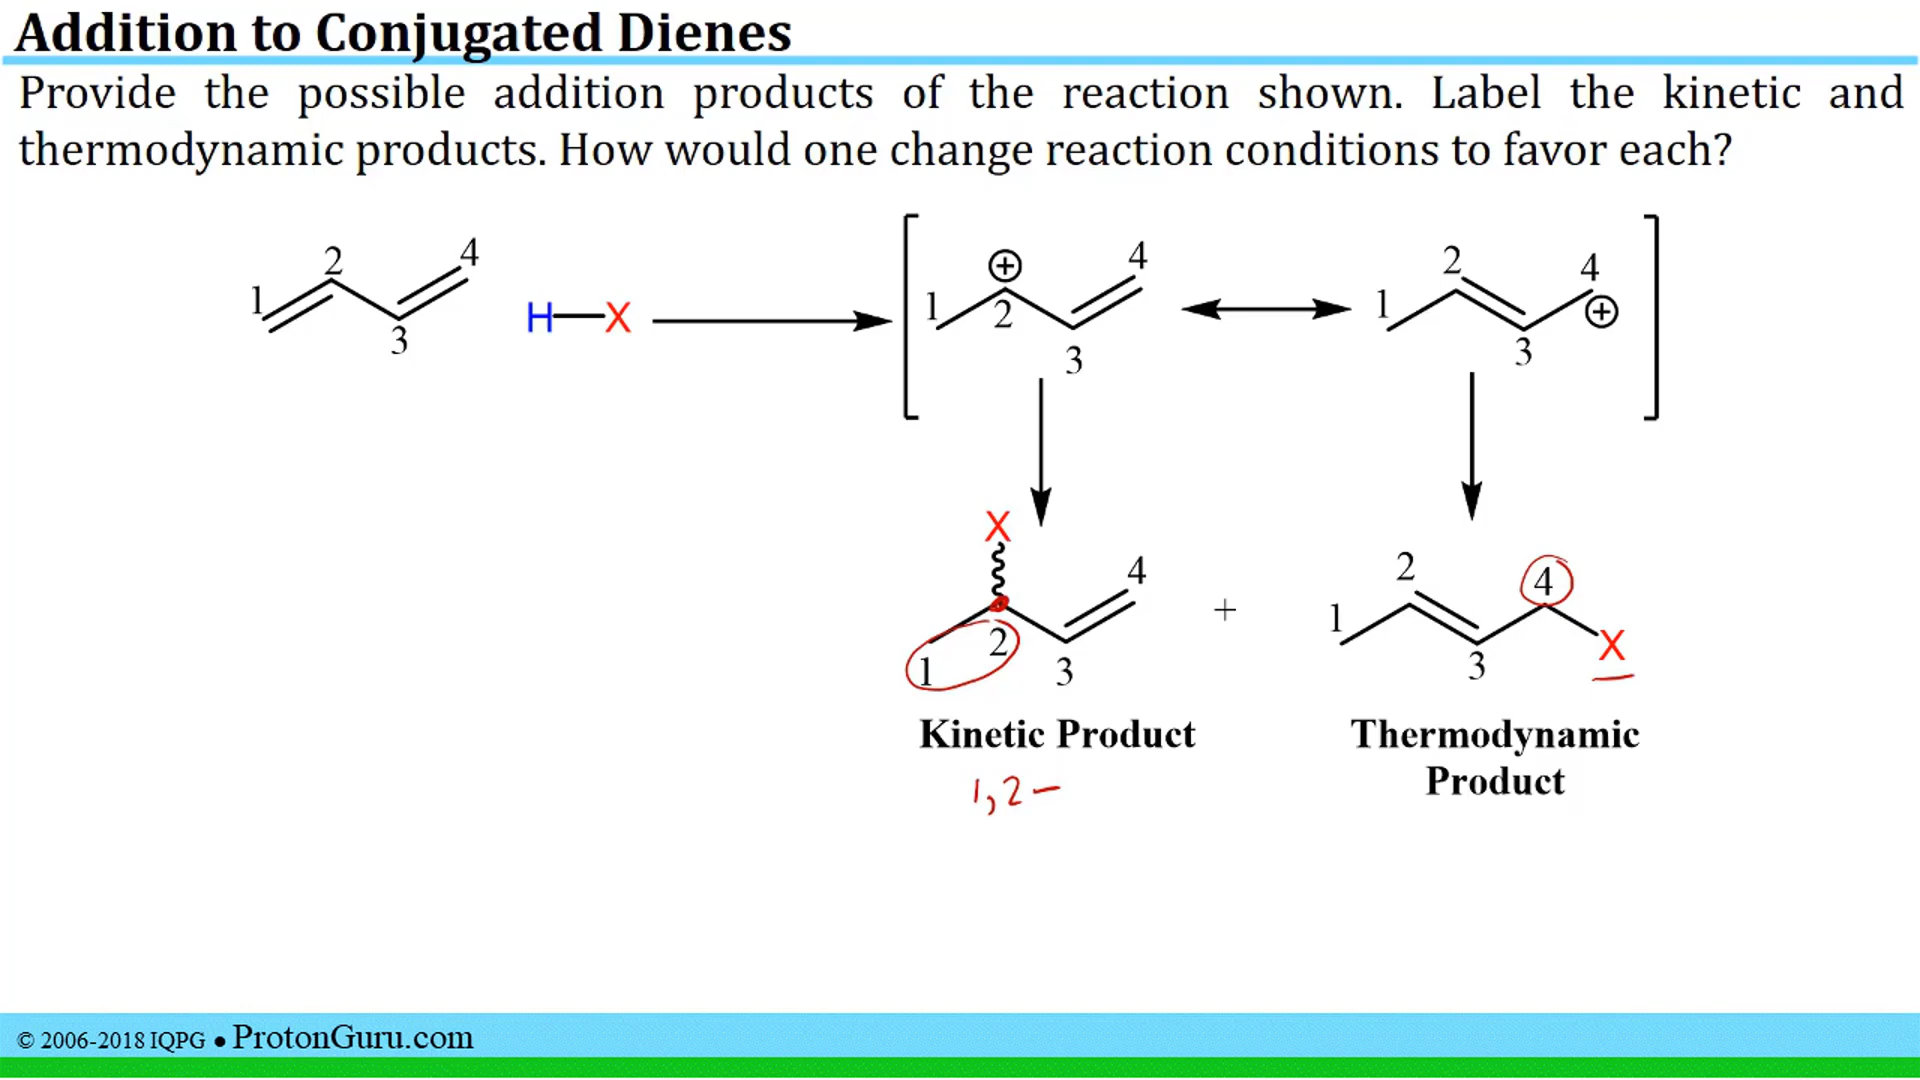 Addition to Conjugated Dienes
Provide the possible addition products of the reaction shown. Label the kinetic and
thermodynamic products. How would one change reaction conditions to favor each?
1 2 3 4
H—X
1 2 3 4 ⊕
1 2 3 4 ⊕
X
1 2 3 4
+
1 2 3 4
X
Kinetic Product
1,2-
Thermodynamic
Product
© 2006-2018 IQPG ● ProtonGuru.com